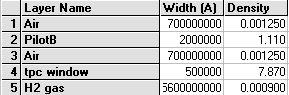 Layer Name Width (A) Density
1 Air 700000000 0.001250
2 PilotB 2000000 1.110
3 Air 700000000 0.001250
4 tpc window 500000 7.870
5 H2 gas 5600000000 0.000900